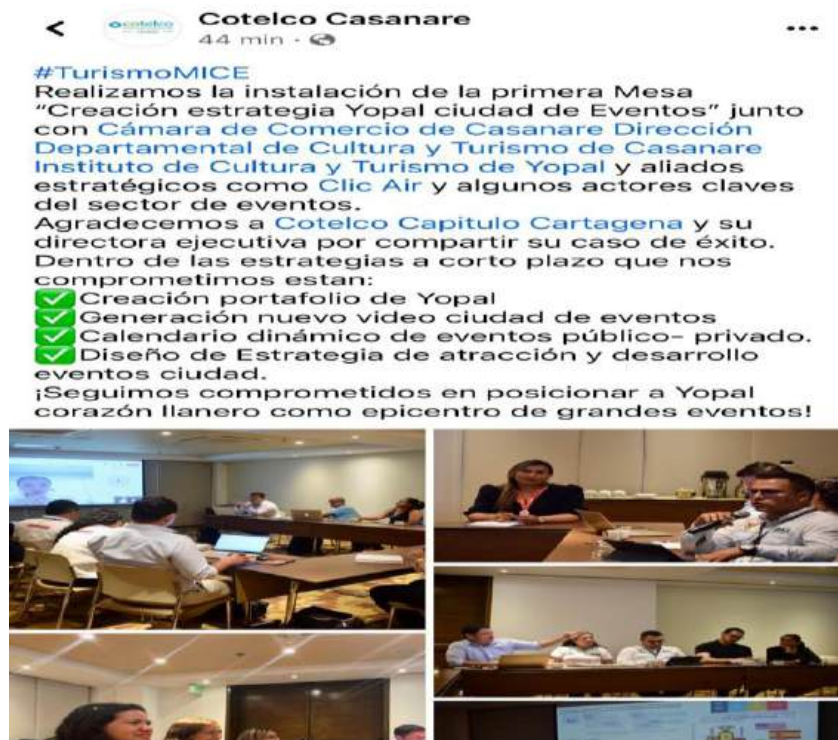 Cotelco Casanare
44 min ·
#TurismoMICE
Realizamos la instalación de la primera Mesa
“Creación estrategia Yopal ciudad de Eventos” junto
con Cámara de Comercio de Casanare Dirección
Departamental de Cultura y Turismo de Casanare
Instituto de Cultura y Turismo de Yopal y aliados
estratégicos como Clic Air y algunos actores claves
del sector de eventos.
Agradecemos a Cotelco Capitulo Cartagena y su
directora ejecutiva por compartir su caso de éxito.
Dentro de las estrategias a corto plazo que nos
comprometimos estan:
✅Creación portafolio de Yopal
✅Generación nuevo video ciudad de eventos
✅Calendario dinámico de eventos público- privado.
✅Diseño de Estrategia de atracción y desarrollo
eventos ciudad.
¡Seguimos comprometidos en posicionar a Yopal
corazón llanero como epicentro de grandes eventos!